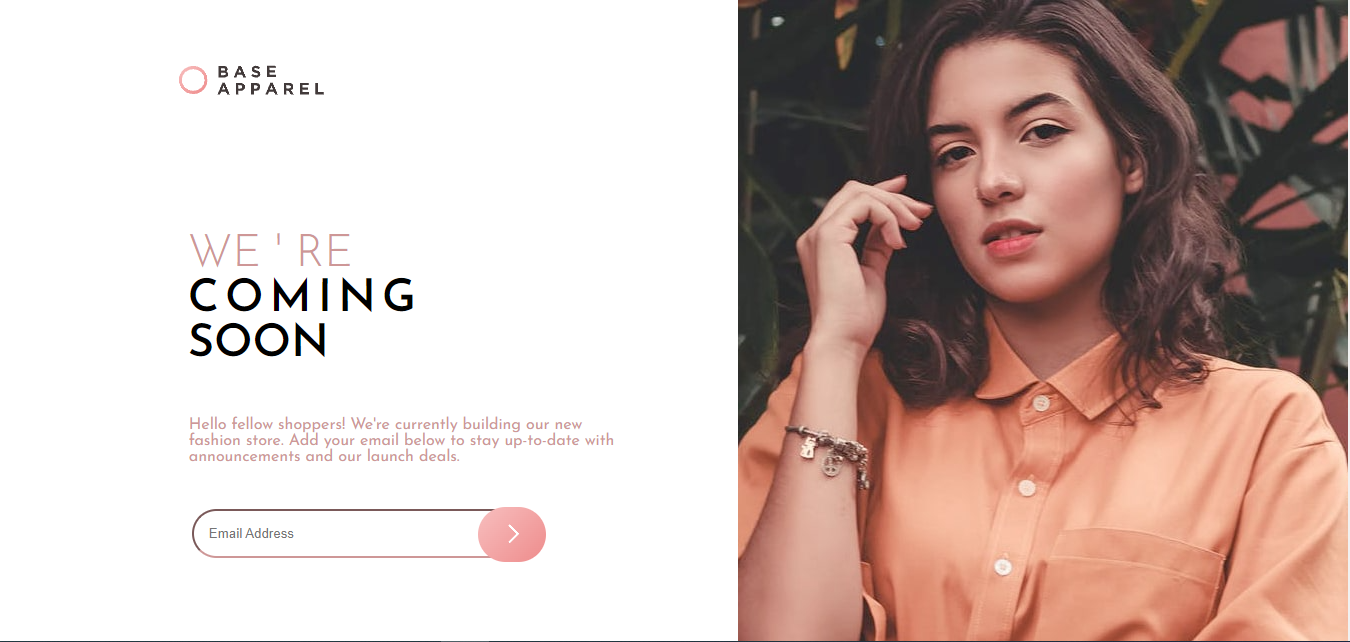 BASE
APPAREL
WE ' RE
COMING
SOON
Hello fellow shoppers! We're currently building our new
fashion store. Add your email below to stay up-to-date with
announcements and our launch deals.
Email Address